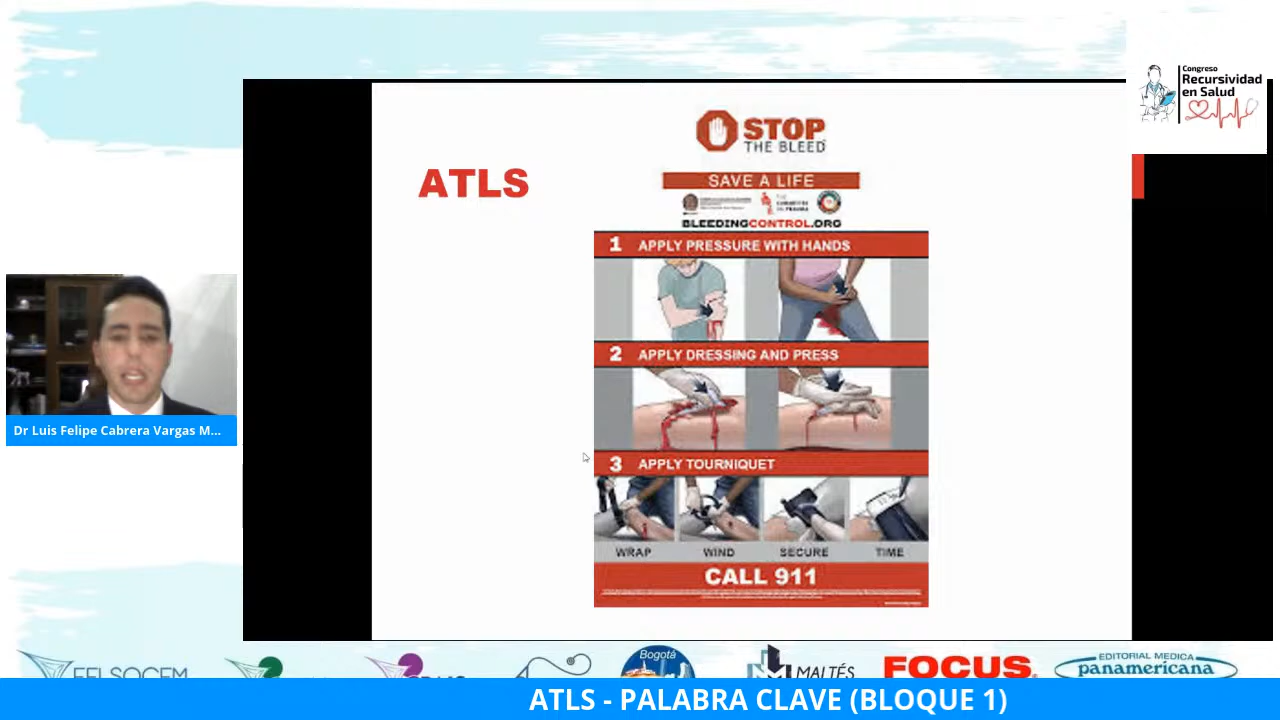 Congreso
Recursividad
en Salud
STOP
THE BLEED
ATLS
SAVE A LIFE
BLEEDINGCONTROL.ORG
1 APPLY PRESSURE WITH HANDS
2 APPLY DRESSING AND PRESS
3 APPLY TOURNIQUET
WRAP WIND SECURE TIME
CALL 911
Dr Luis Felipe Cabrera Vargas M...
Bogotá
MALTÉS
FOCUS
EDITORIAL MEDICA
panamericana
ATLS - PALABRA CLAVE (BLOQUE 1)